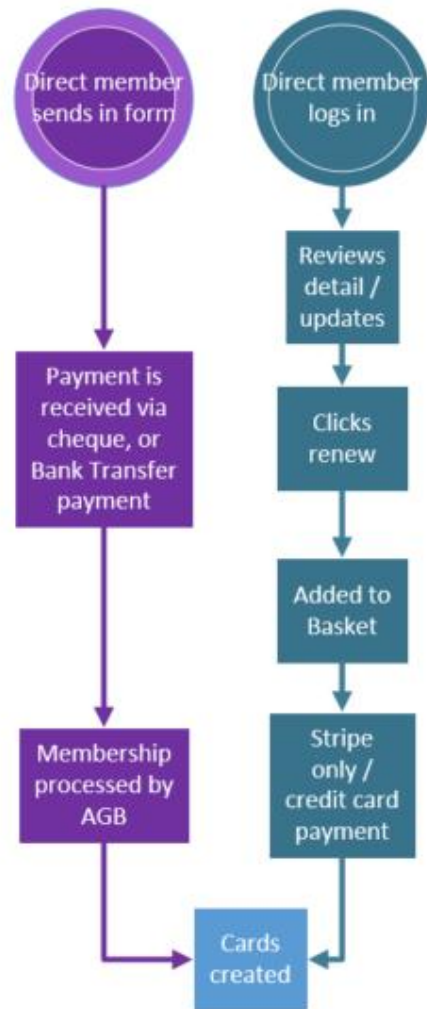 Direct member
sends in form
Payment is
received via
cheque, or
Bank Transfer
payment
Membership
processed by
AGB
Direct member
logs in
Reviews
detail /
updates
Clicks
renew
Added to
Basket
Stripe
only /
credit card
payment
Cards
created